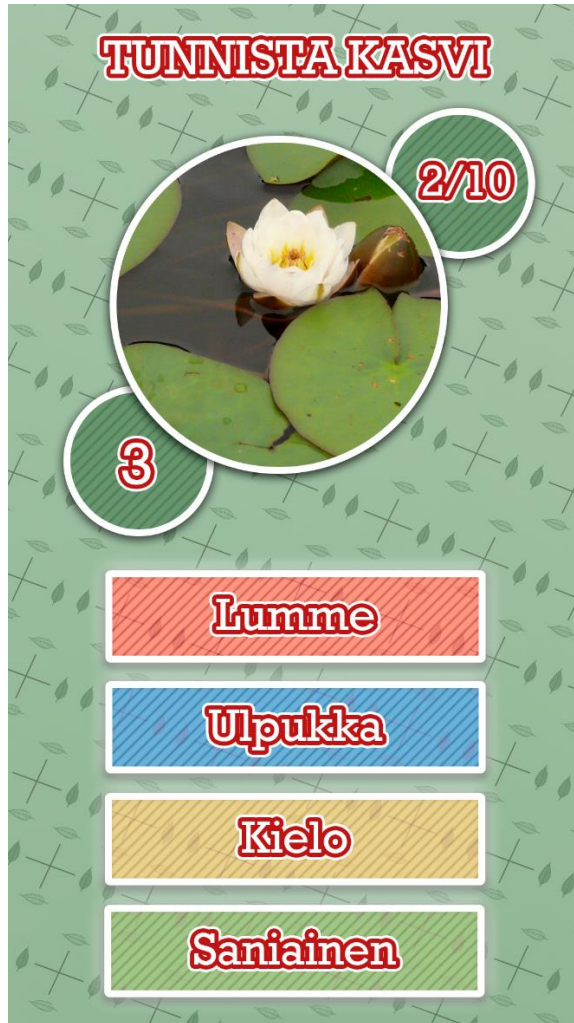 TUNNISTA KASVI
2/10
3
Lumme
Ulpukka
Kielo
Saniainen